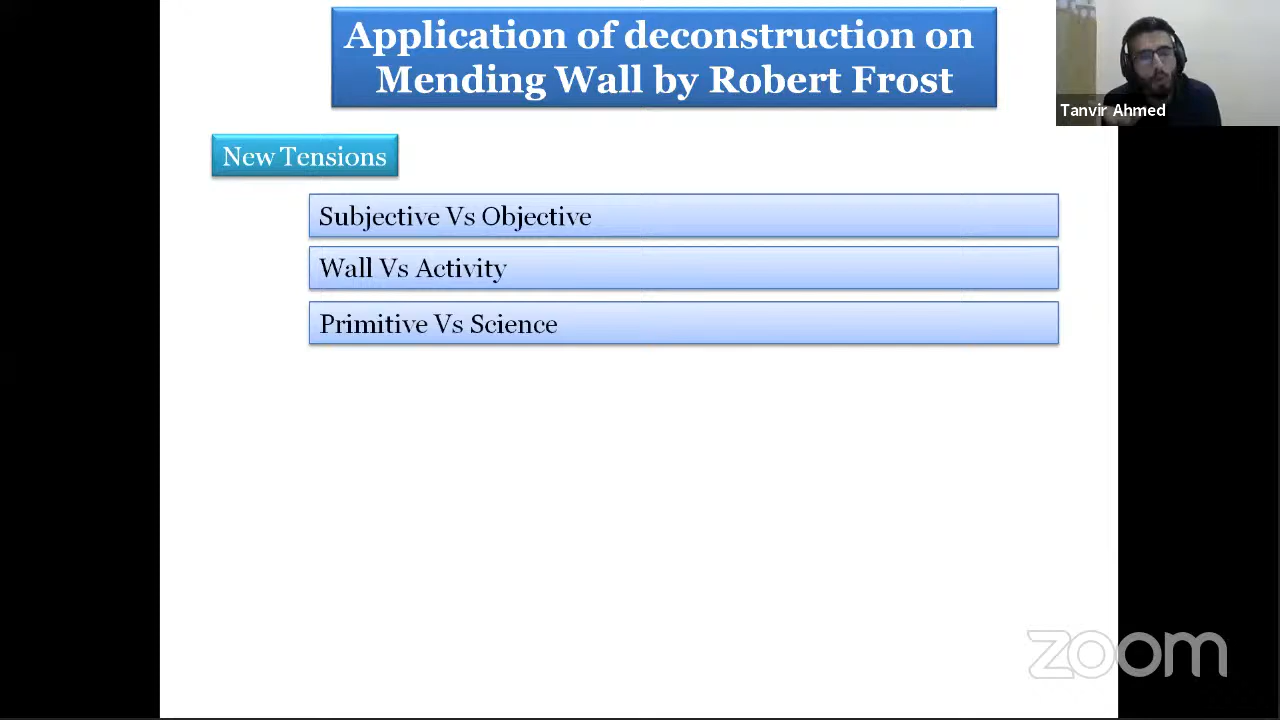 Application of deconstruction on
Mending Wall by Robert Frost
Tanvir Ahmed
New Tensions
Subjective Vs Objective
Wall Vs Activity
Primitive Vs Science
zoom